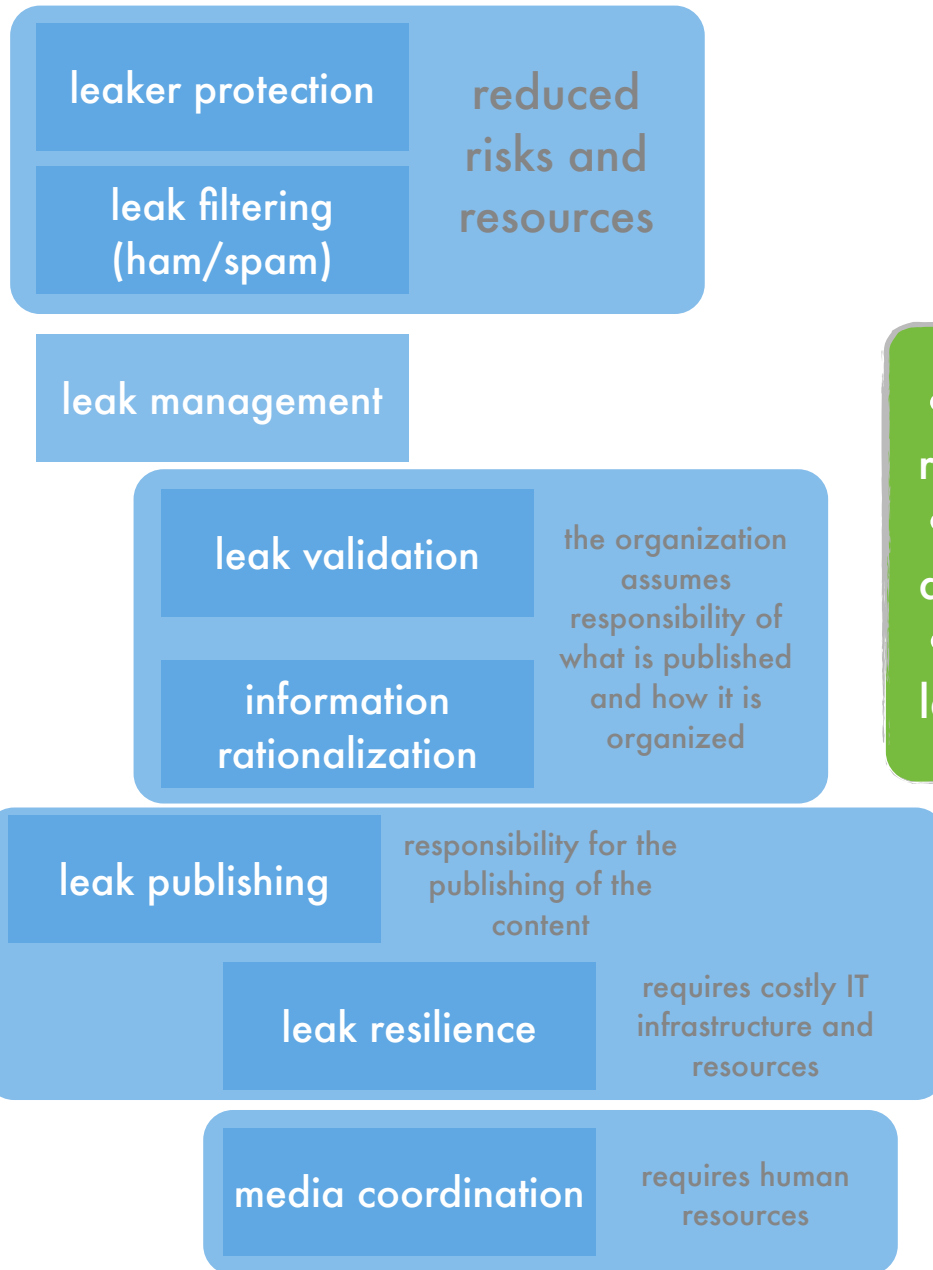 leaker protection
reduced
risks and
resources
leak filtering
(ham/spam)
leak management
leak validation
the organization
assumes
responsibility of
what is published
and how it is
organized
information
rationalization
leak publishing
responsibility for the
publishing of the
content
leak resilience
requires costly IT
infrastructure and
resources
media coordination
requires human
resources